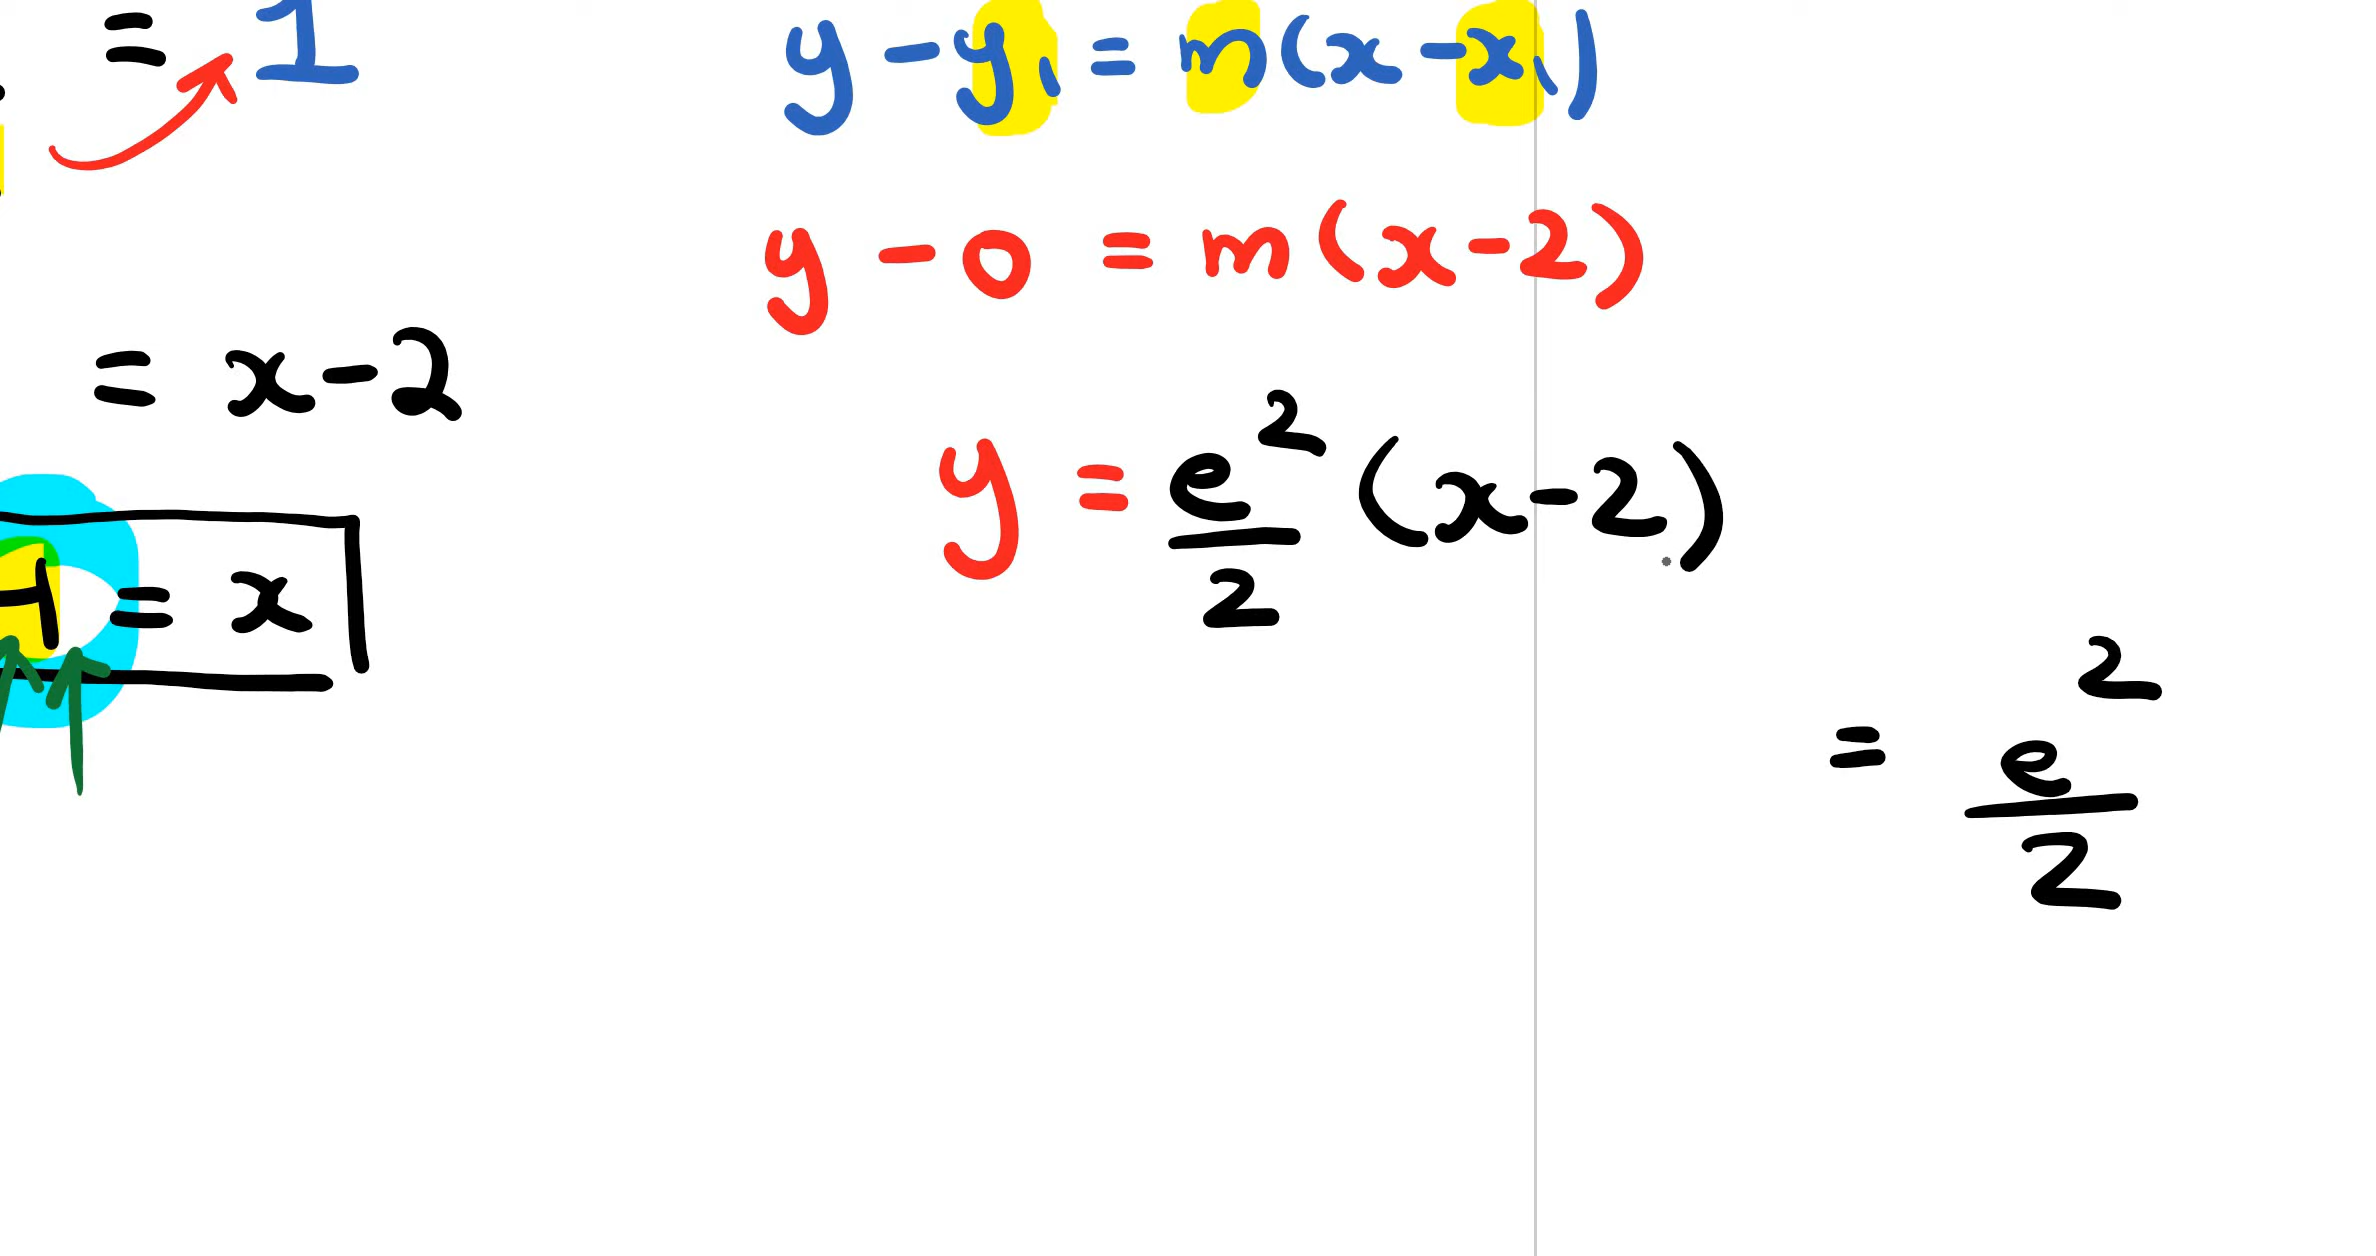 = 1
y - y₁ = m(x - x₁)
y - 0 = m(x - 2)
= x - 2
y = e²/2 (x - 2)
= x
= e²/2